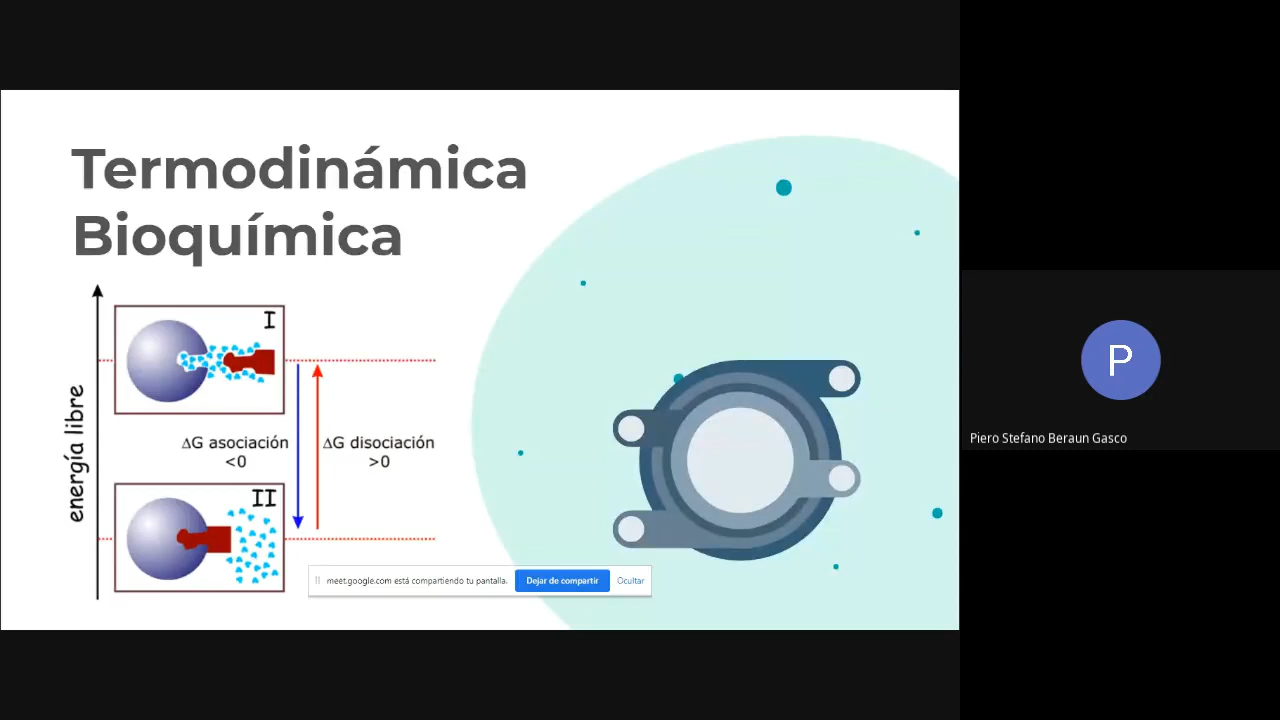 Termodinámica
Bioquímica
energía libre
I
ΔG asociación
<0
ΔG disociación
>0
II
meet.google.com está compartiendo tu pantalla.
Dejar de compartir
Ocultar
P
Piero Stefano Beraun Gasco